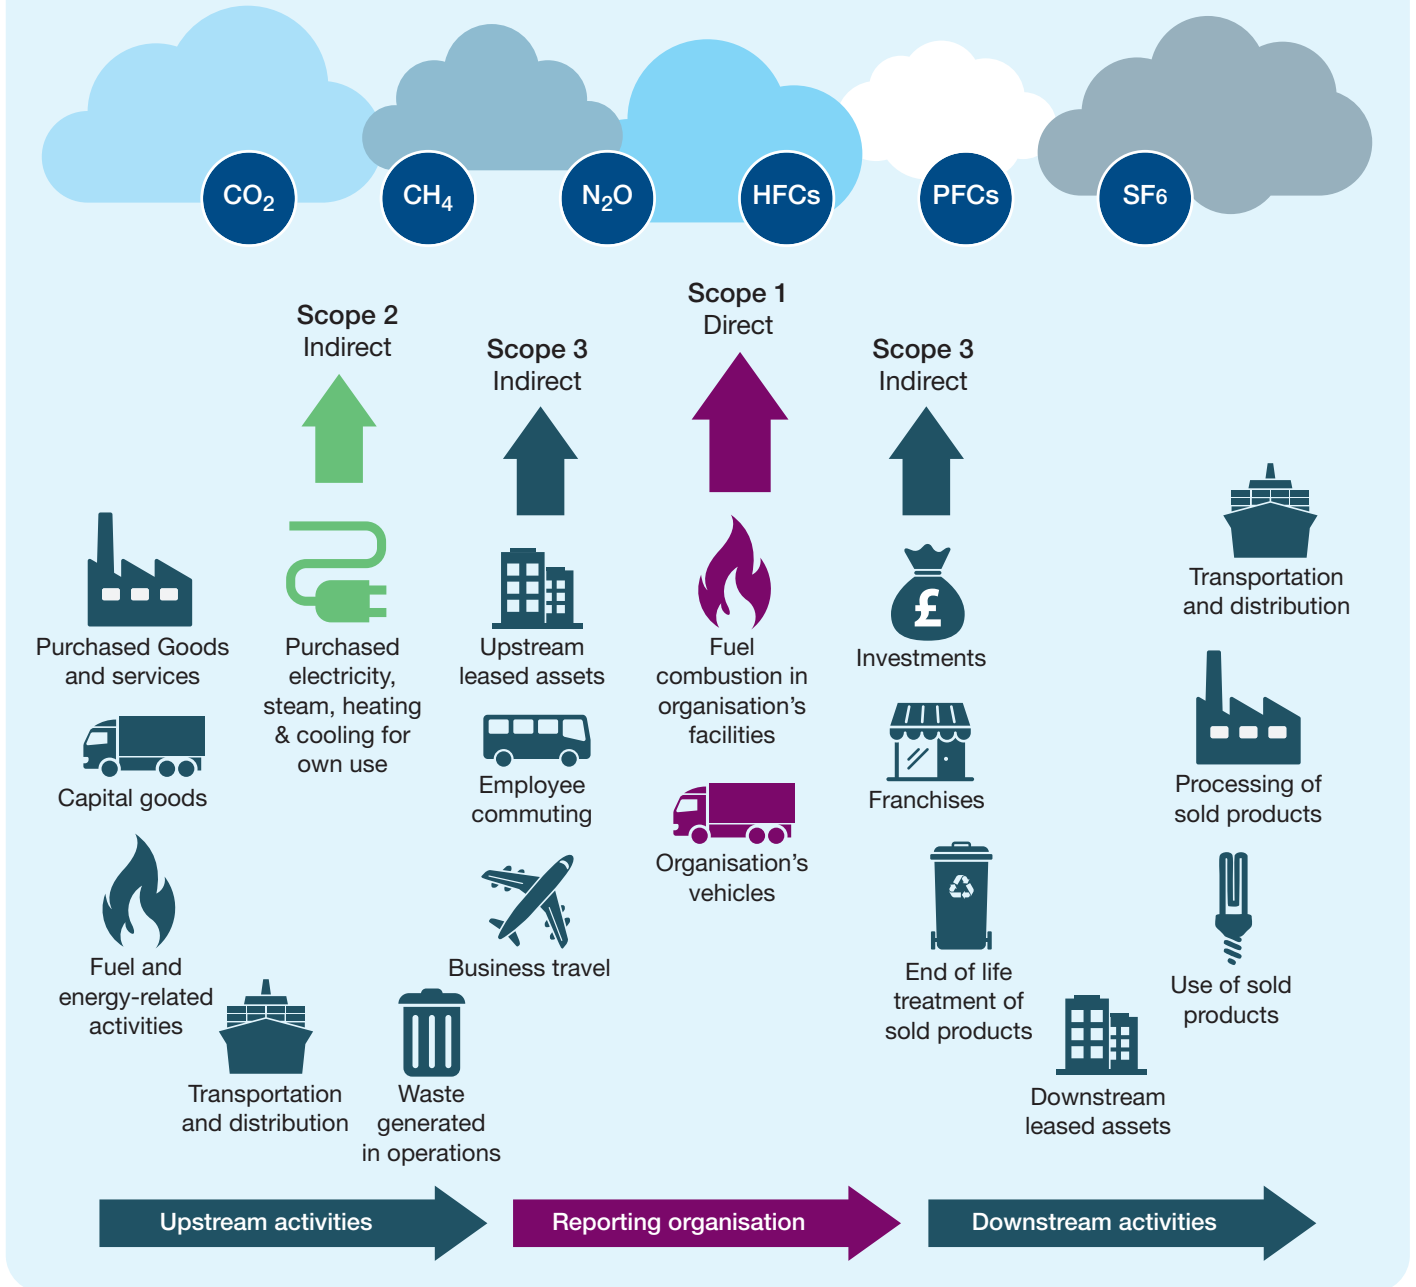 CO₂
CH₄
N₂O
HFCs
PFCs
SF6
Scope 2
Indirect
Scope 3
Indirect
Scope 1
Direct
Scope 3
Indirect
Purchased Goods
and services
Capital goods
Fuel and
energy-related
activities
Transportation
and distribution
Purchased
electricity,
steam, heating
& cooling for
own use
Upstream
leased assets
Employee
commuting
Business travel
Waste
generated
in operations
Fuel
combustion in
organisation’s
facilities
Organisation’s
vehicles
£
Investments
Franchises
End of life
treatment of
sold products
Downstream
leased assets
Transportation
and distribution
Processing of
sold products
Use of sold
products
Upstream activities
Reporting organisation
Downstream activities